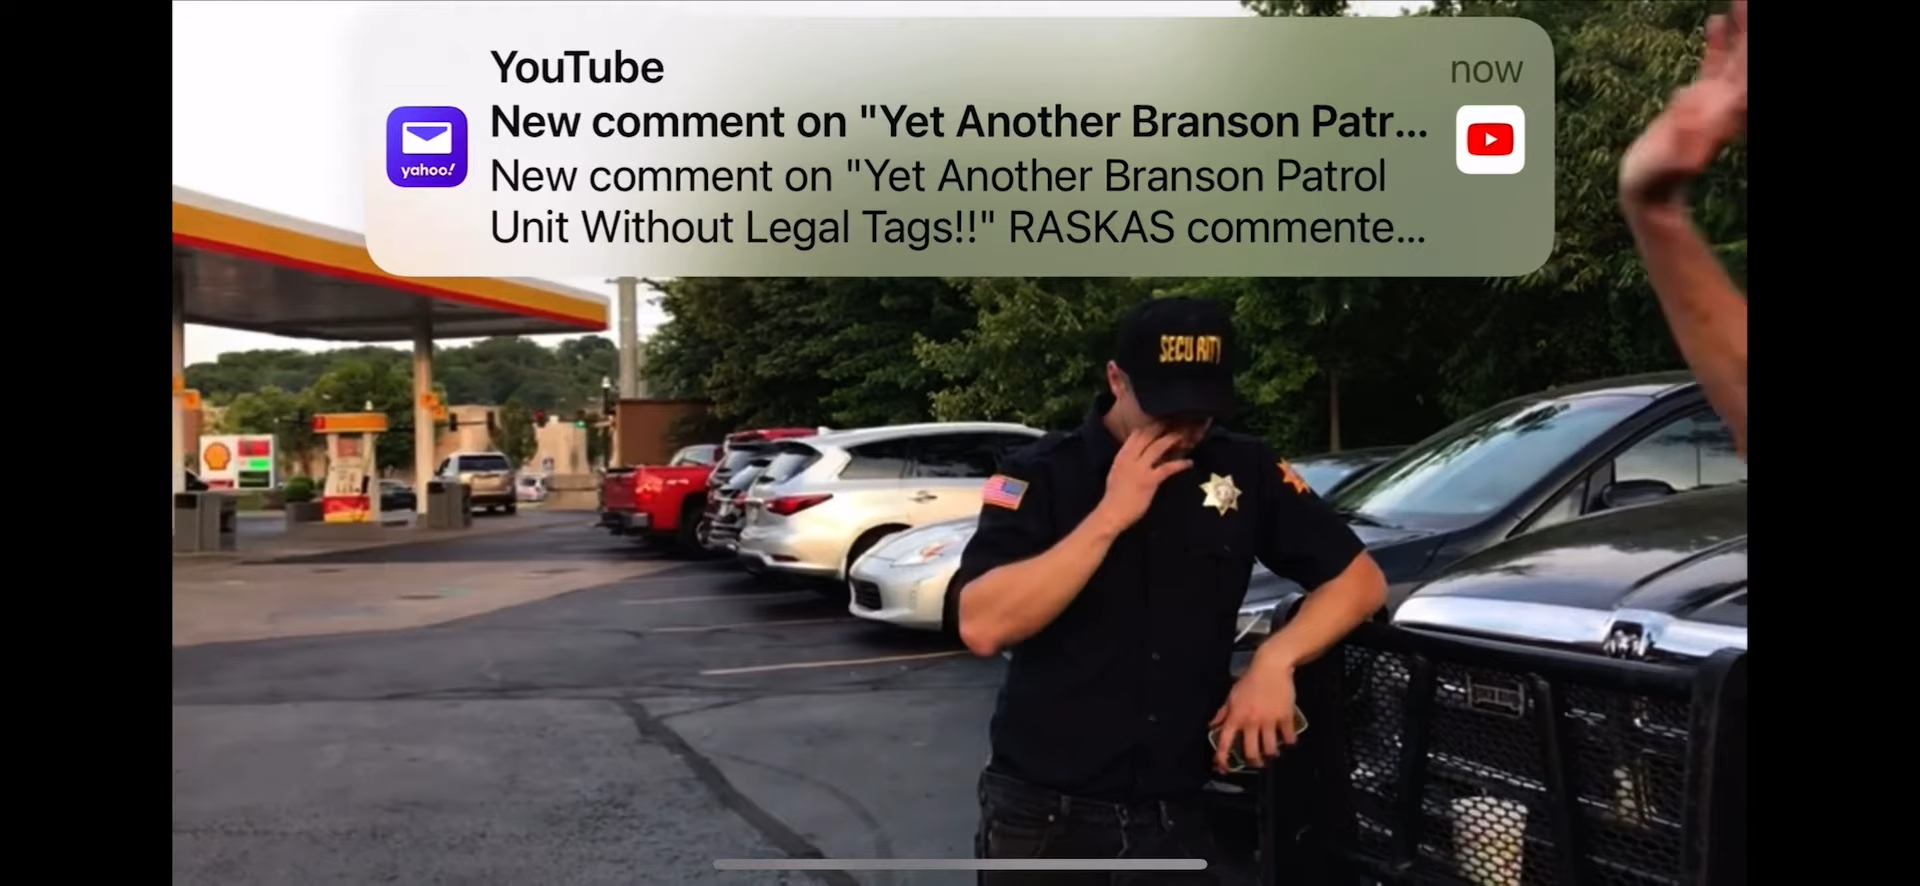 YouTube
now
New comment on "Yet Another Branson Patr...
New comment on "Yet Another Branson Patrol
Unit Without Legal Tags!!" RASKAS commente...
yahoo!
SECURITY